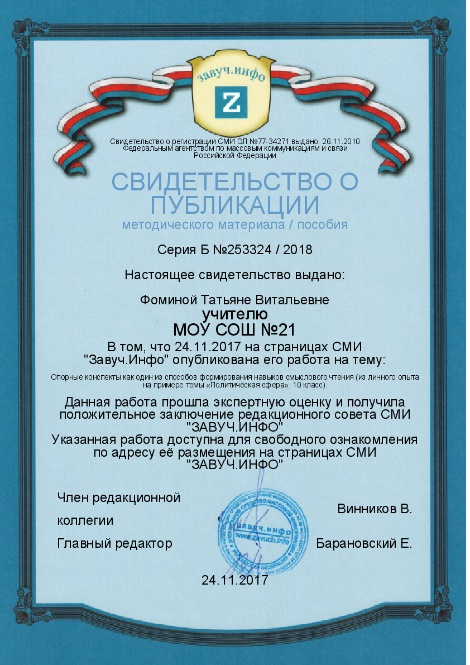 завуч.инфо
Z
Свидетельство о регистрации СМИ ЭЛ №77-34271 выдано 26.11.2010
Федеральным агентством по массовым коммуникациям и связи
Российской Федерации
СВИДЕТЕЛЬСТВО О
ПУБЛИКАЦИИ
методического материала / пособия
Серия Б №253324 / 2018
Настоящее свидетельство выдано:
Фоминой Татьяне Витальевне
учителю
МОУ СОШ №21
В том, что 24.11.2017 на страницах СМИ
"Завуч.Инфо" опубликована его работа на тему:
Опорные конспекты как один из способов формирования навыков смыслового чтения (из личного опыта
на примере темы «Политическая сфера», 10 класс).
Данная работа прошла экспертную оценку и получила
положительное заключение редакционного совета СМИ
"ЗАВУЧ.ИНФО"
Указанная работа доступна для свободного ознакомления
по адресу её размещения на страницах СМИ
"ЗАВУЧ.ИНФО"
Член редакционной
коллегии
Винников В.
Главный редактор
Барановский Е.
завуч.инфо
www.zavuch.info
24.11.2017